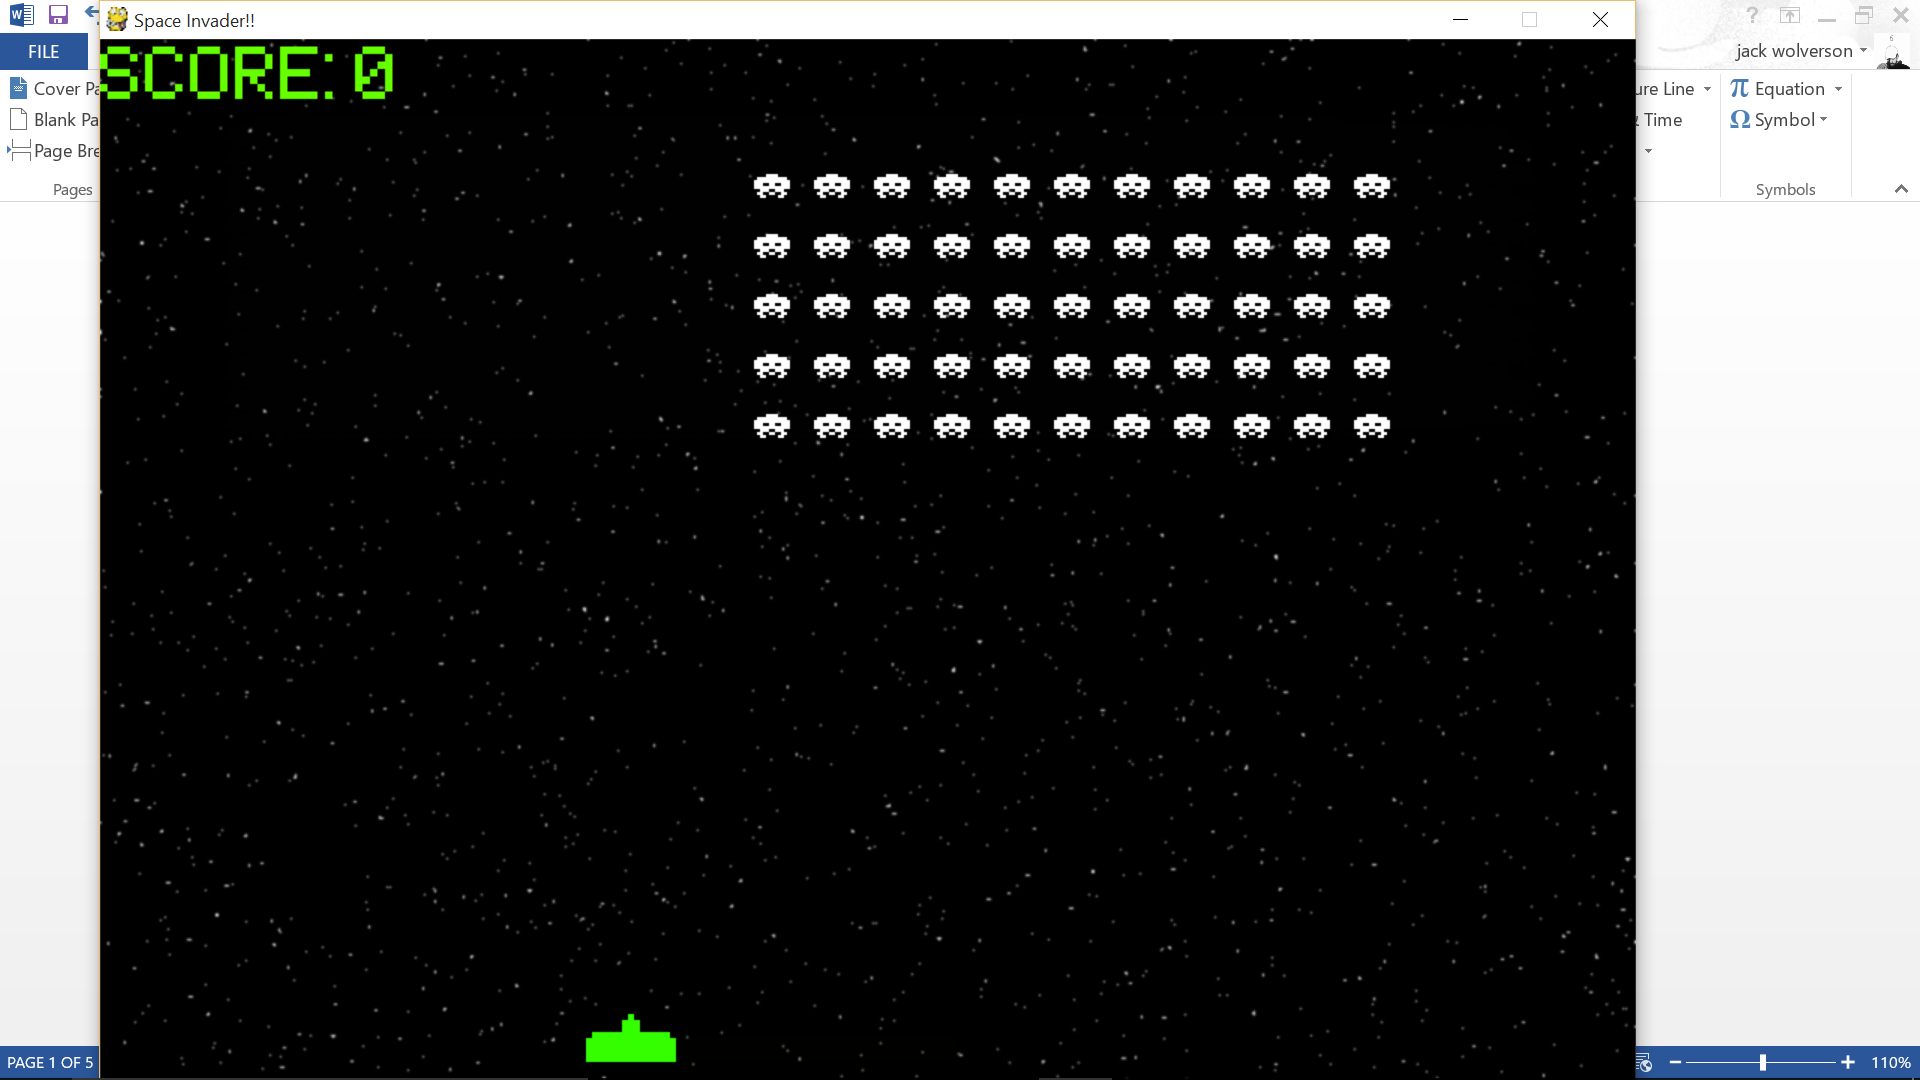 Space Invader!!
SCORE:0
FILE
jack wolverson
Cover Pa
Blank Pa
Page Bre
Pages
ure Line
Equation
& Time
Symbol
Symbols
PAGE 1 OF 5
110%